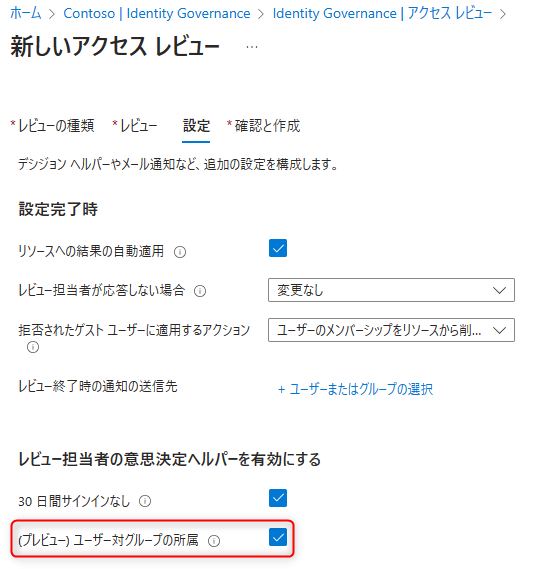 ホーム > Contoso | Identity Governance > Identity Governance | アクセス レビュー >
新しいアクセス レビュー ...
*レビューの種類 *レビュー 設定 *確認と作成
デシジョン ヘルパーやメール通知など、追加の設定を構成します。
設定完了時
リソースへの結果の自動適用
レビュー担当者が応答しない場合 変更なし
拒否されたゲスト ユーザーに適用するアクション ユーザーのメンバーシップをリソースから削...
レビュー終了時の通知の送信先 + ユーザーまたはグループの選択
レビュー担当者の意思決定ヘルパーを有効にする
30 日間サインインなし
(プレビュー) ユーザー対グループの所属